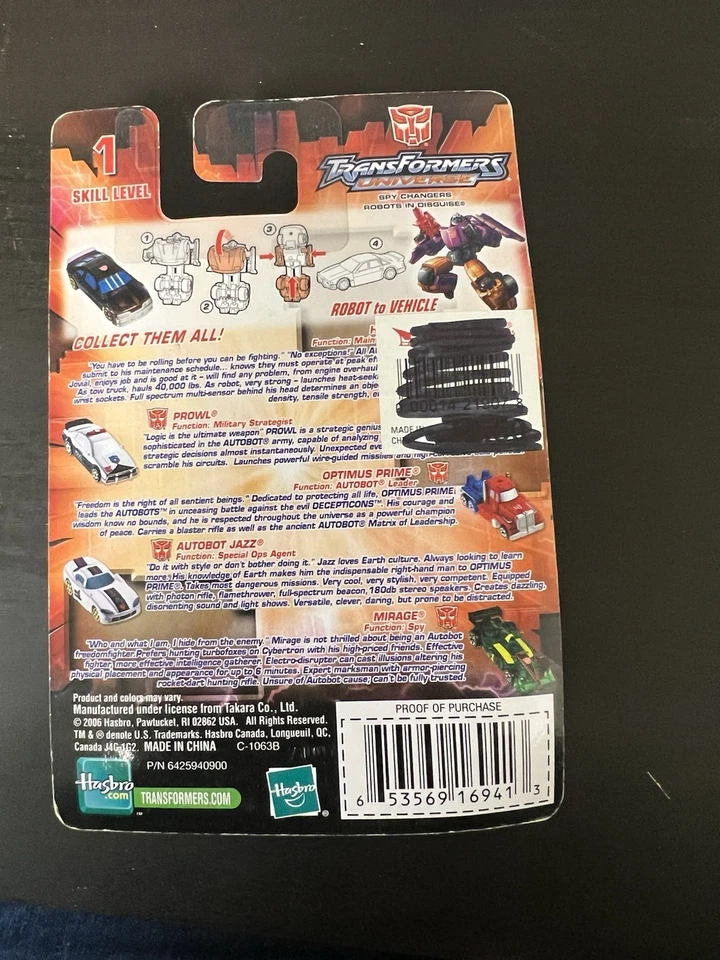 1
SKILL LEVEL
TRANSFORMERS
UNIVERSE
SPY CHANGERS
ROBOTS IN DISGUISE®
1
2
3
4
ROBOT to VEHICLE
COLLECT THEM ALL!
H
Function: Main
"You have to be rolling before you can be fighting." "No exceptions!" All A
submit to his maintenance schedule... knows they must operate at peak ef
Jovial, enjoys job and is good at it – will find any problem, from engine overhaul
As tow truck, hauls 40,000 lbs. As robot, very strong – launches heat-seek
wrist sockets. Full spectrum multi-sensor behind his head determines an obje
density, tensile strength, e
MADE IN
PROWL®
Function: Military Strategist
"Logic is the ultimate weapon" PROWL is a strategic genius
sophisticated in the AUTOBOT® army, capable of analyzing
strategic decisions almost instantaneously. Unexpected eve
scramble his circuits. Launches powerful wire-guided missiles and
OPTIMUS PRIME®
Function: AUTOBOT® Leader
"Freedom is the right of all sentient beings." Dedicated to protecting all life, OPTIMUS PRIME
leads the AUTOBOTS™ in unceasing battle against the evil DECEPTICONS™. His courage and
wisdom know no bounds, and he is respected throughout the universe as a powerful champion
of peace. Carries a blaster rifle as well as the ancient AUTOBOT® Matrix of Leadership.
AUTOBOT JAZZ®
Function: Special Ops Agent
"Do it with style or don't bother doing it." Jazz loves Earth culture. Always looking to learn
more. His knowledge of Earth makes him the indispensable right-hand man to OPTIMUS
PRIME®. Takes most dangerous missions. Very cool, very stylish, very competent. Equipped
with photon rifle, flamethrower, full-spectrum beacon, 180db stereo speakers. Creates dazzling,
disorienting sound and light shows. Versatile, clever, daring, but prone to be distracted.
MIRAGE®
Function: Spy
"Who and what I am, I hide from the enemy." Mirage is not thrilled about being an Autobot
freedomfighter. Prefers hunting turbofoxes on Cybertron with his high-priced friends. Effective
fighter, more effective intelligence gatherer. Electro-disrupter can cast illusions altering his
physical placement and appearance for up to 6 minutes. Expert marksman with armor-piercing
rocket-dart hunting rifle. Unsure of Autobot cause; can't be fully trusted.
Product and colors may vary.
Manufactured under license from Takara Co., Ltd.
© 2006 Hasbro, Pawtucket, RI 02862 USA. All Rights Reserved.
TM & ® denote U.S. Trademarks. Hasbro Canada, Longueuil, QC,
Canada J4G 1G2. MADE IN CHINA C-1063B
P/N 6425940900
Hasbro
.com
TRANSFORMERS.COM
Hasbro
PROOF OF PURCHASE
6 53569 16941 3